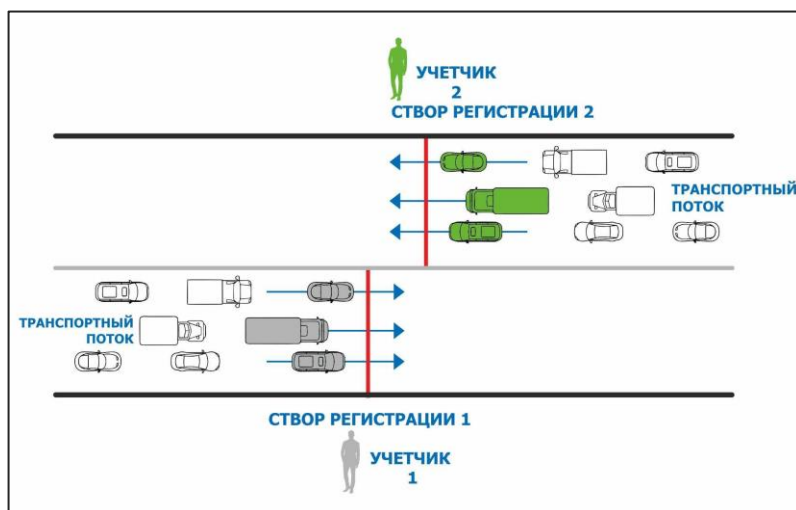 УЧЕТЧИК
2
СТВОР РЕГИСТРАЦИИ 2
ТРАНСПОРТНЫЙ
ПОТОК
ТРАНСПОРТНЫЙ
ПОТОК
СТВОР РЕГИСТРАЦИИ 1
УЧЕТЧИК
1